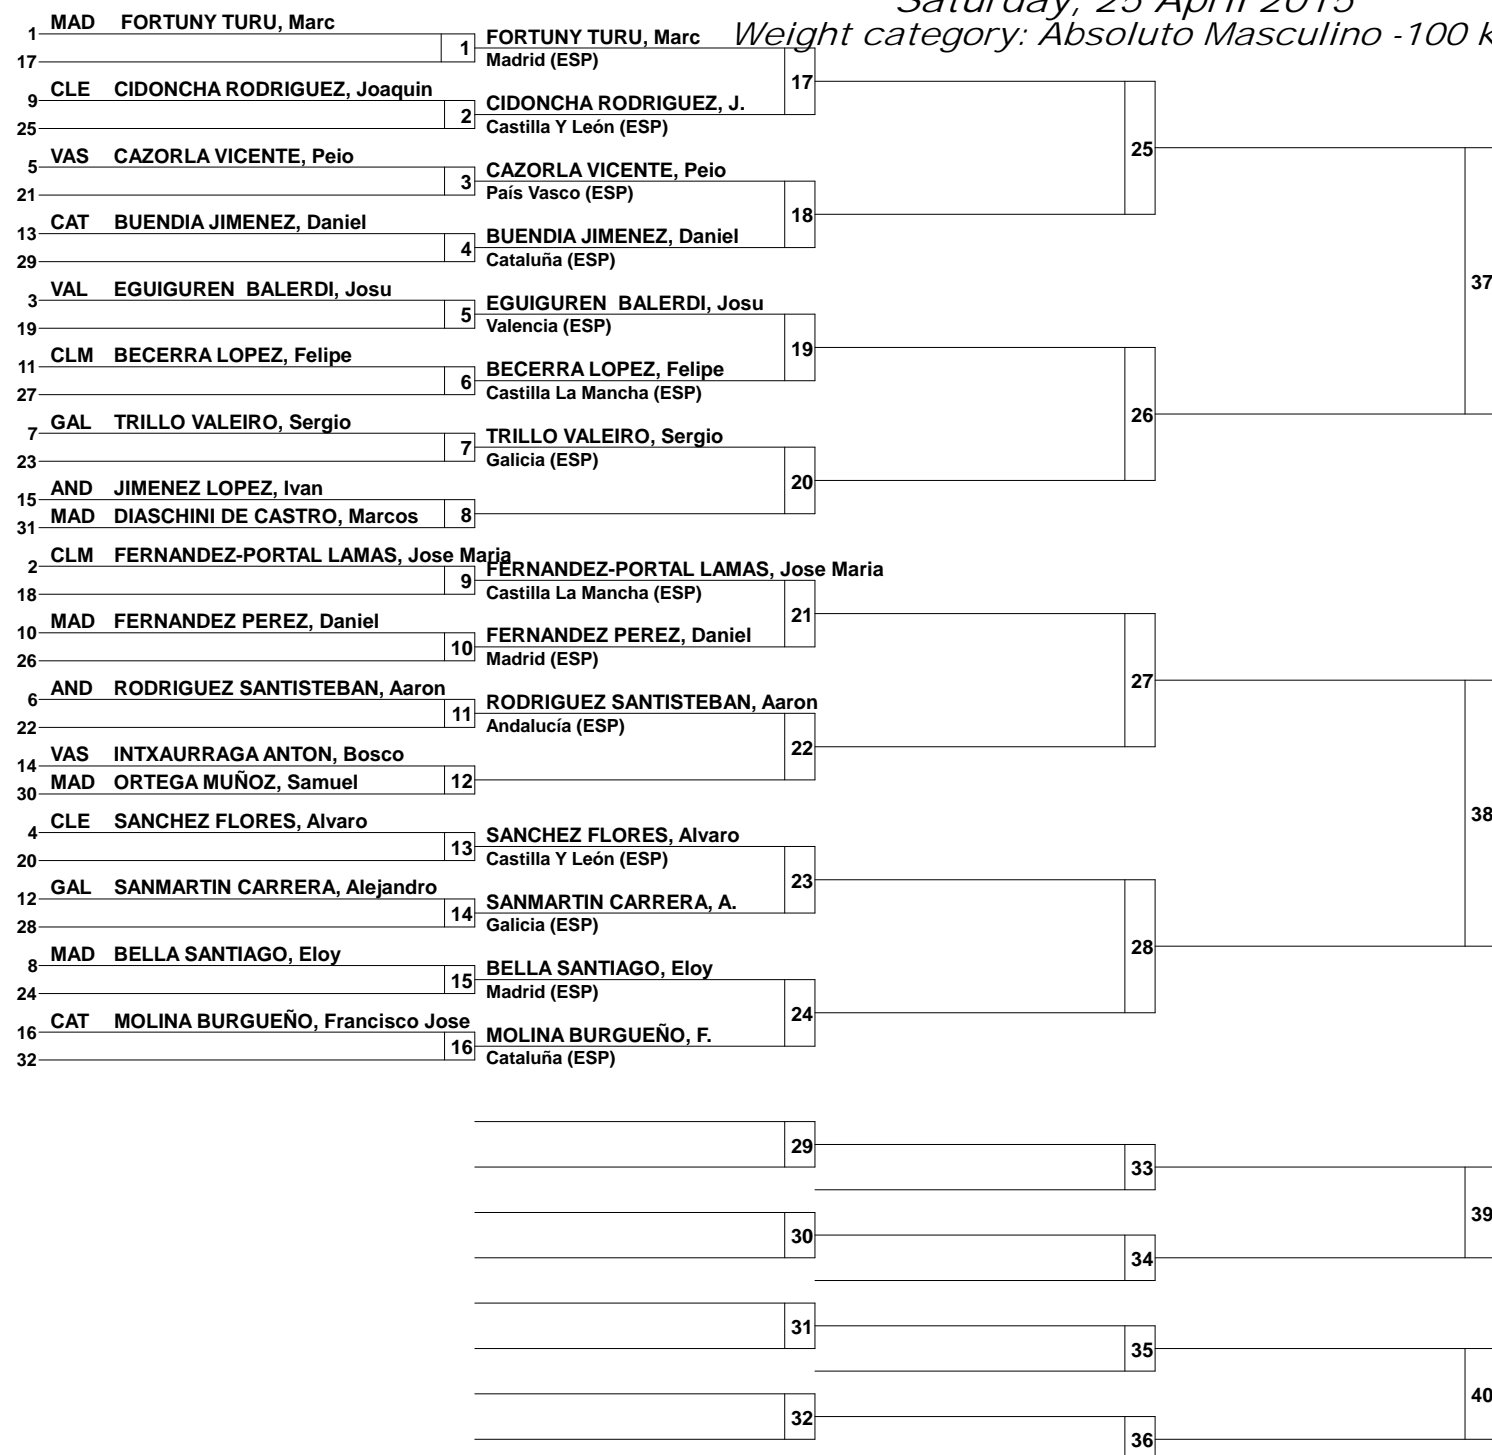 Saturday, 25 April 2015
Weight category: Absoluto Masculino -100 k
1 MAD FORTUNY TURU, Marc
17
1 FORTUNY TURU, Marc
Madrid (ESP)
9 CLE CIDONCHA RODRIGUEZ, Joaquin
25
2 CIDONCHA RODRIGUEZ, J.
Castilla Y León (ESP)
17
5 VAS CAZORLA VICENTE, Peio
21
3 CAZORLA VICENTE, Peio
País Vasco (ESP)
13 CAT BUENDIA JIMENEZ, Daniel
29
4 BUENDIA JIMENEZ, Daniel
Cataluña (ESP)
18
25
3 VAL EGUIGUREN BALERDI, Josu
19
5 EGUIGUREN BALERDI, Josu
Valencia (ESP)
11 CLM BECERRA LOPEZ, Felipe
27
6 BECERRA LOPEZ, Felipe
Castilla La Mancha (ESP)
19
7 GAL TRILLO VALEIRO, Sergio
23
7 TRILLO VALEIRO, Sergio
Galicia (ESP)
15 AND JIMENEZ LOPEZ, Ivan
31 MAD DIASCHINI DE CASTRO, Marcos
8
20
26
37
2 CLM FERNANDEZ-PORTAL LAMAS, Jose Maria
18
9 FERNANDEZ-PORTAL LAMAS, Jose Maria
Castilla La Mancha (ESP)
10 MAD FERNANDEZ PEREZ, Daniel
26
10 FERNANDEZ PEREZ, Daniel
Madrid (ESP)
21
6 AND RODRIGUEZ SANTISTEBAN, Aaron
22
11 RODRIGUEZ SANTISTEBAN, Aaron
Andalucía (ESP)
14 VAS INTXAURRAGA ANTON, Bosco
30 MAD ORTEGA MUÑOZ, Samuel
12
22
27
4 CLE SANCHEZ FLORES, Alvaro
20
13 SANCHEZ FLORES, Alvaro
Castilla Y León (ESP)
12 GAL SANMARTIN CARRERA, Alejandro
28
14 SANMARTIN CARRERA, A.
Galicia (ESP)
23
8 MAD BELLA SANTIAGO, Eloy
24
15 BELLA SANTIAGO, Eloy
Madrid (ESP)
16 CAT MOLINA BURGUEÑO, Francisco Jose
32
16 MOLINA BURGUEÑO, F.
Cataluña (ESP)
24
28
38
29
33
30
34
39
31
35
32
36
40